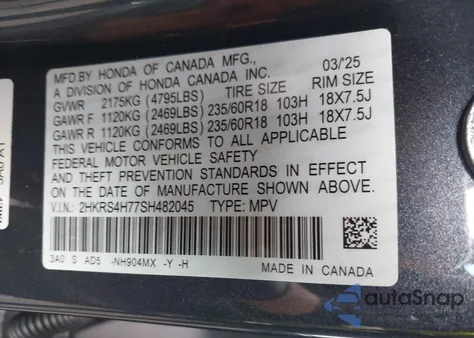 MFD.BY HONDA OF CANADA MFG., 03/'25
A DIVISION OF HONDA CANADA INC.
GVWR 2175KG (4795LBS) TIRE SIZE RIM SIZE
GAWR F 1120KG (2469LBS) 235/60R18 103H 18X7.5J
GAWR R 1120KG (2469LBS) 235/60R18 103H 18X7.5J
THIS VEHICLE CONFORMS TO ALL APPLICABLE
FEDERAL MOTOR VEHICLE SAFETY
AND THEFT PREVENTION STANDARDS IN EFFECT
ON THE DATE OF MANUFACTURE SHOWN ABOVE.
V.I.N.: 2HKRS4H77SH482045 TYPE: MPV
3A0 S AD5 -NH904MX -Y -H
MADE IN CANADA
autoSnap